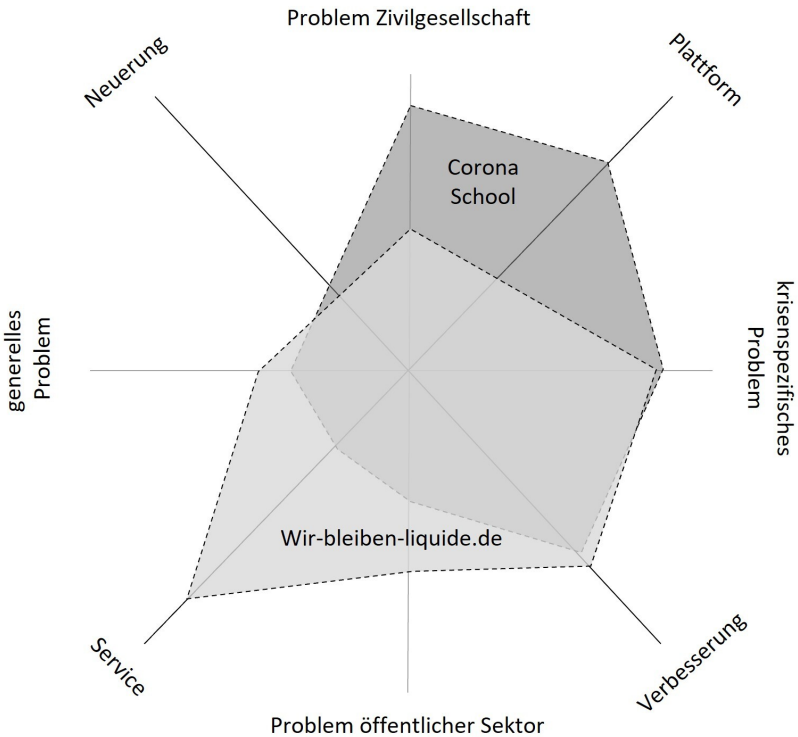 Problem Zivilgesellschaft
Neuerung
Plattform
Corona
School
generelles
Problem
krisenspezifisches
Problem
Wir-bleiben-liquide.de
Service
Verbesserung
Problem öffentlicher Sektor